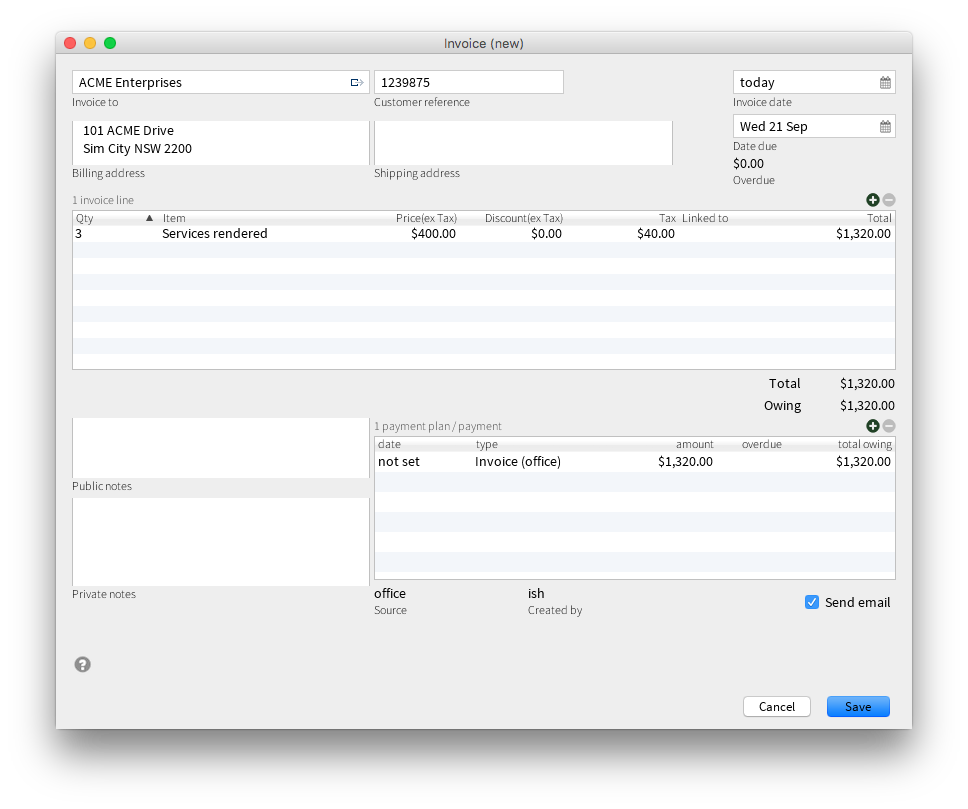 Invoice (new)
ACME Enterprises
1239875
today
Invoice to
Customer reference
Invoice date
101 ACME Drive
Sim City NSW 2200
Wed 21 Sep
Date due
$0.00
Billing address
Shipping address
Overdue
1 invoice line
Qty Item Price(ex Tax) Discount(ex Tax) Tax Linked to Total
3 Services rendered $400.00 $0.00 $40.00 $1,320.00
Total $1,320.00
Owing $1,320.00
1 payment plan / payment
date type amount overdue total owing
not set Invoice (office) $1,320.00 $1,320.00
Public notes
Private notes
office
Source
ish
Created by
Send email
?
Cancel
Save